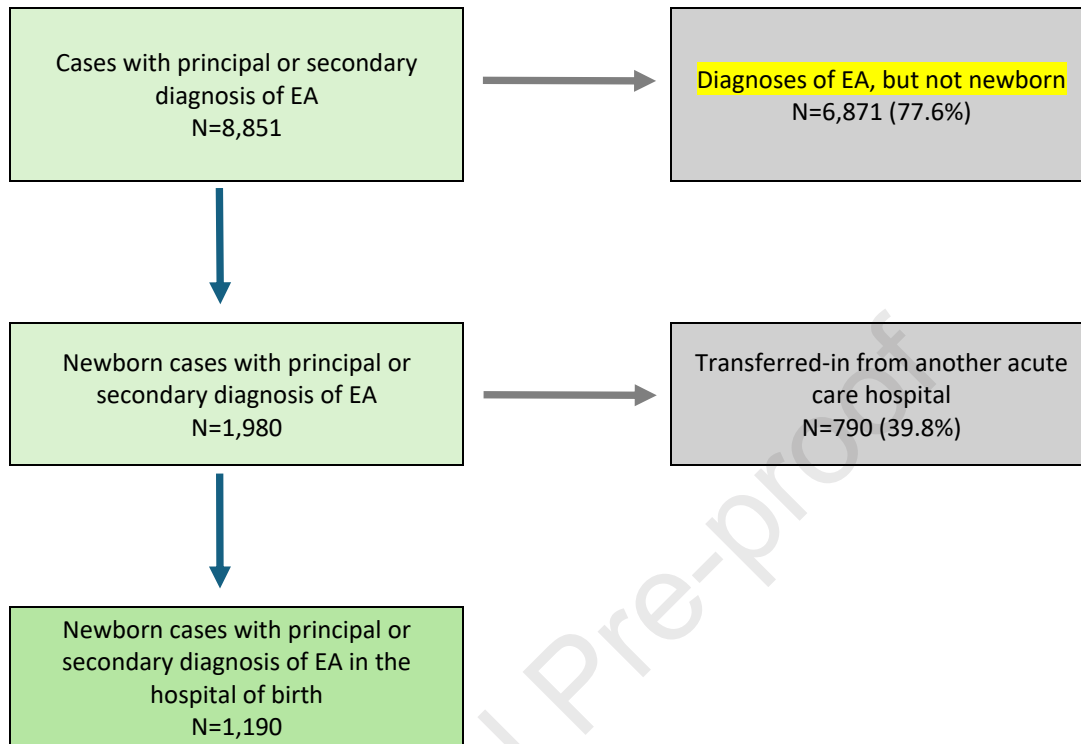 Cases with principal or secondary
diagnosis of EA
N=8,851
Diagnoses of EA, but not newborn
N=6,871 (77.6%)
Newborn cases with principal or
secondary diagnosis of EA
N=1,980
Transferred-in from another acute
care hospital
N=790 (39.8%)
Newborn cases with principal or
secondary diagnosis of EA in the
hospital of birth
N=1,190
Pre-proof